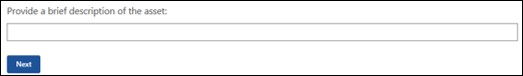 Provide a brief description of the asset:
Next